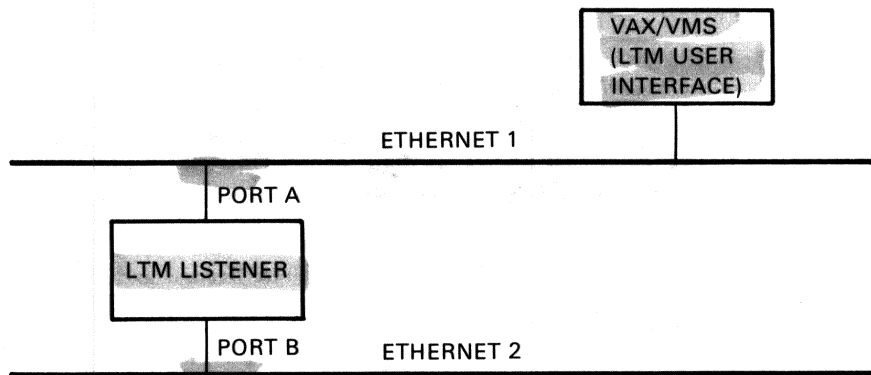 VAX/VMS
(LTM USER
INTERFACE)
ETHERNET 1
PORT A
LTM LISTENER
PORT B
ETHERNET 2